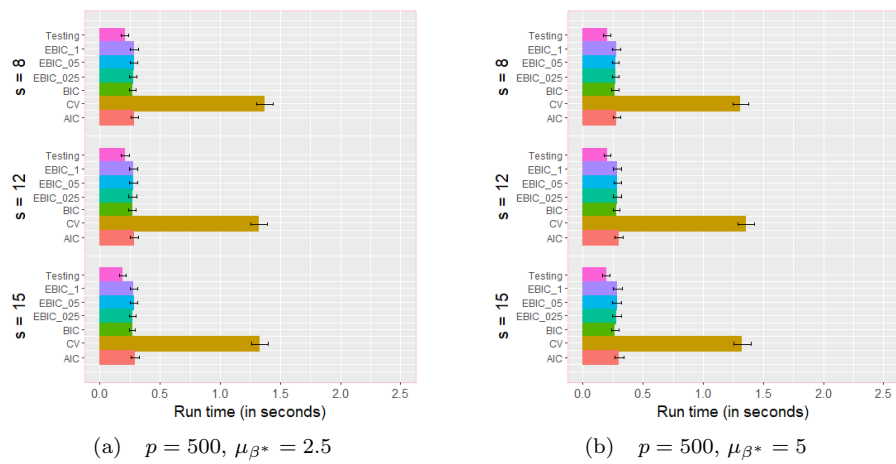 s = 8
Testing
EBIC_1
EBIC_05
EBIC_025
BIC
CV
AIC
s = 12
Testing
EBIC_1
EBIC_05
EBIC_025
BIC
CV
AIC
s = 15
Testing
EBIC_1
EBIC_05
EBIC_025
BIC
CV
AIC
0.0 0.5 1.0 1.5 2.0 2.5
Run time (in seconds)
(a) p = 500, μβ* = 2.5
s = 8
Testing
EBIC_1
EBIC_05
EBIC_025
BIC
CV
AIC
s = 12
Testing
EBIC_1
EBIC_05
EBIC_025
BIC
CV
AIC
s = 15
Testing
EBIC_1
EBIC_05
EBIC_025
BIC
CV
AIC
0.0 0.5 1.0 1.5 2.0 2.5
Run time (in seconds)
(b) p = 500, μβ* = 5